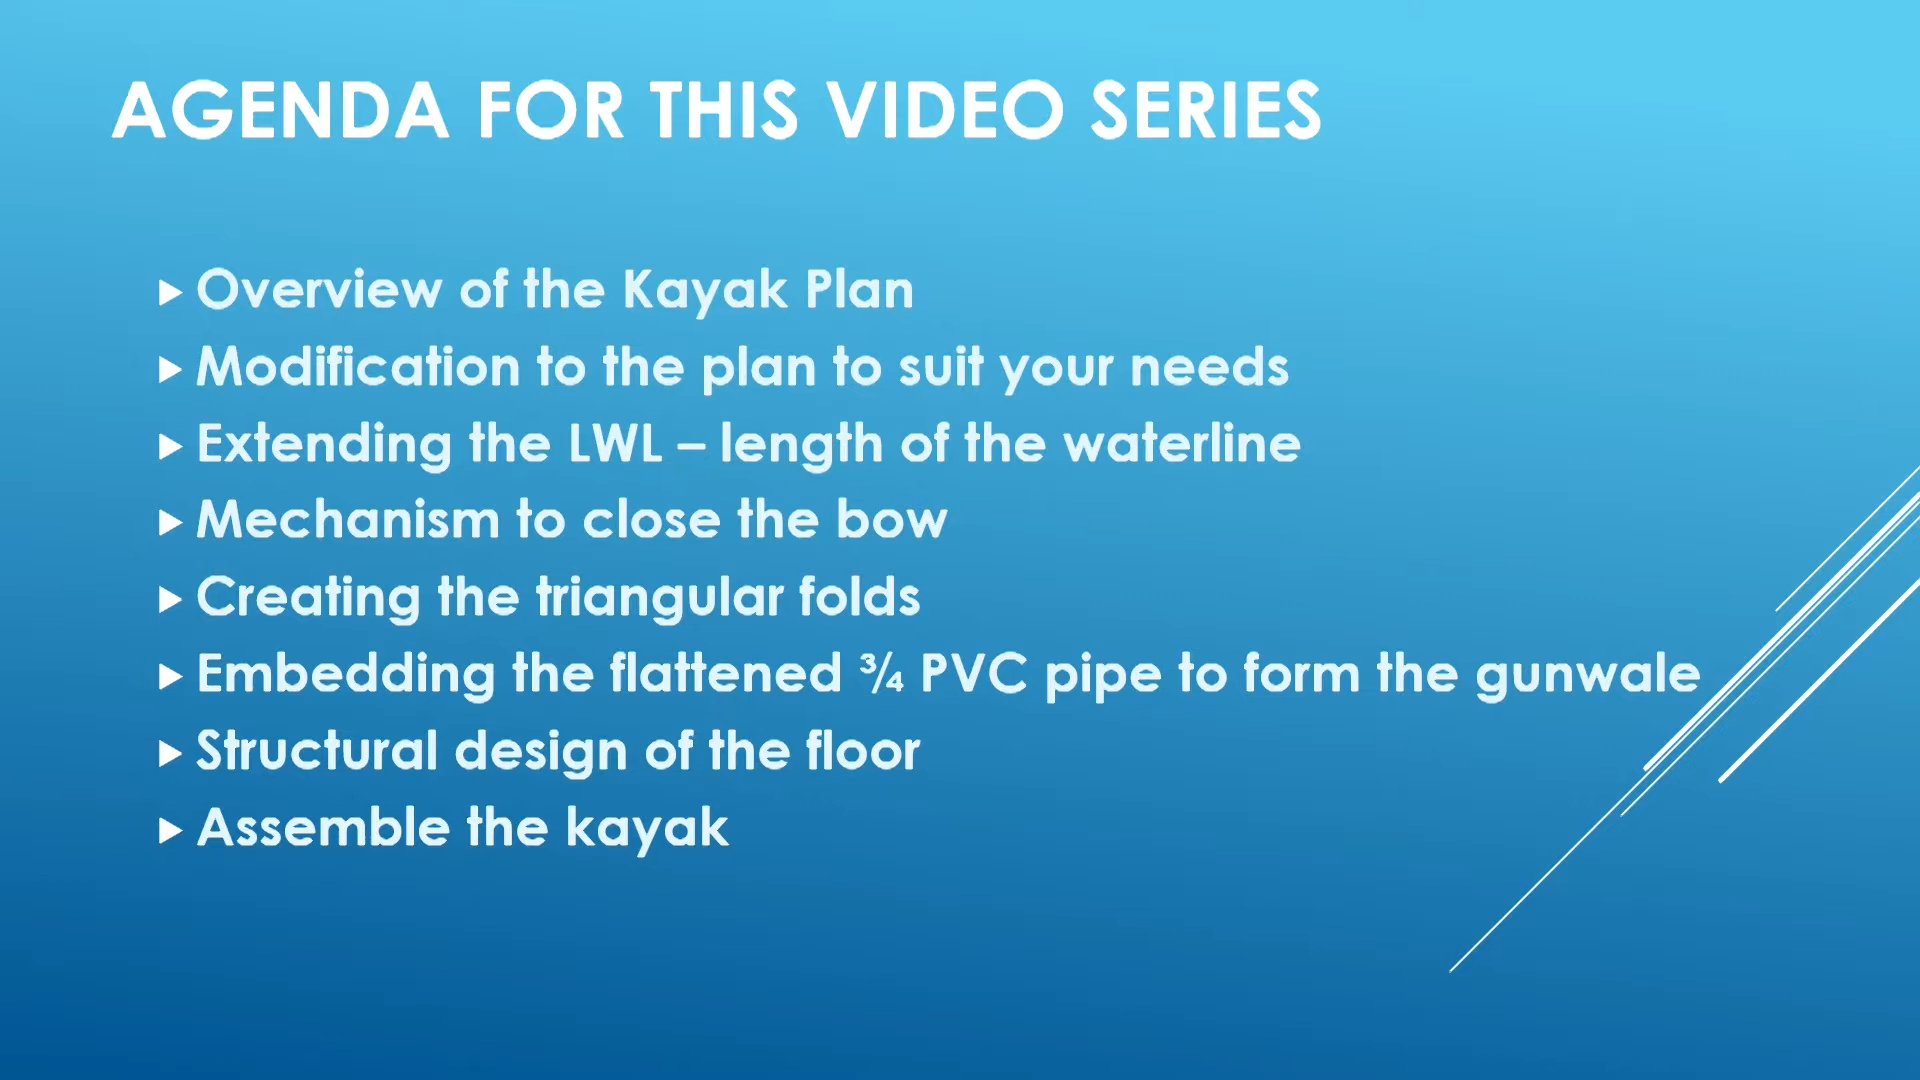 AGENDA FOR THIS VIDEO SERIES
Overview of the Kayak Plan
Modification to the plan to suit your needs
Extending the LWL – length of the waterline
Mechanism to close the bow
Creating the triangular folds
Embedding the flattened ¾ PVC pipe to form the gunwale
Structural design of the floor
Assemble the kayak